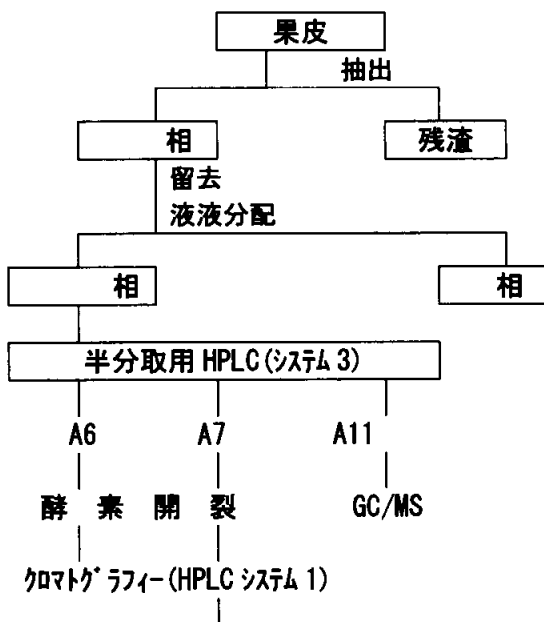 果皮
抽出
相 残渣
留去
液液分配
相 相
半分取用 HPLC(システム 3)
A6 A7 A11
酵 素 開 裂 GC/MS
クロマトグラフィー(HPLC システム 1)